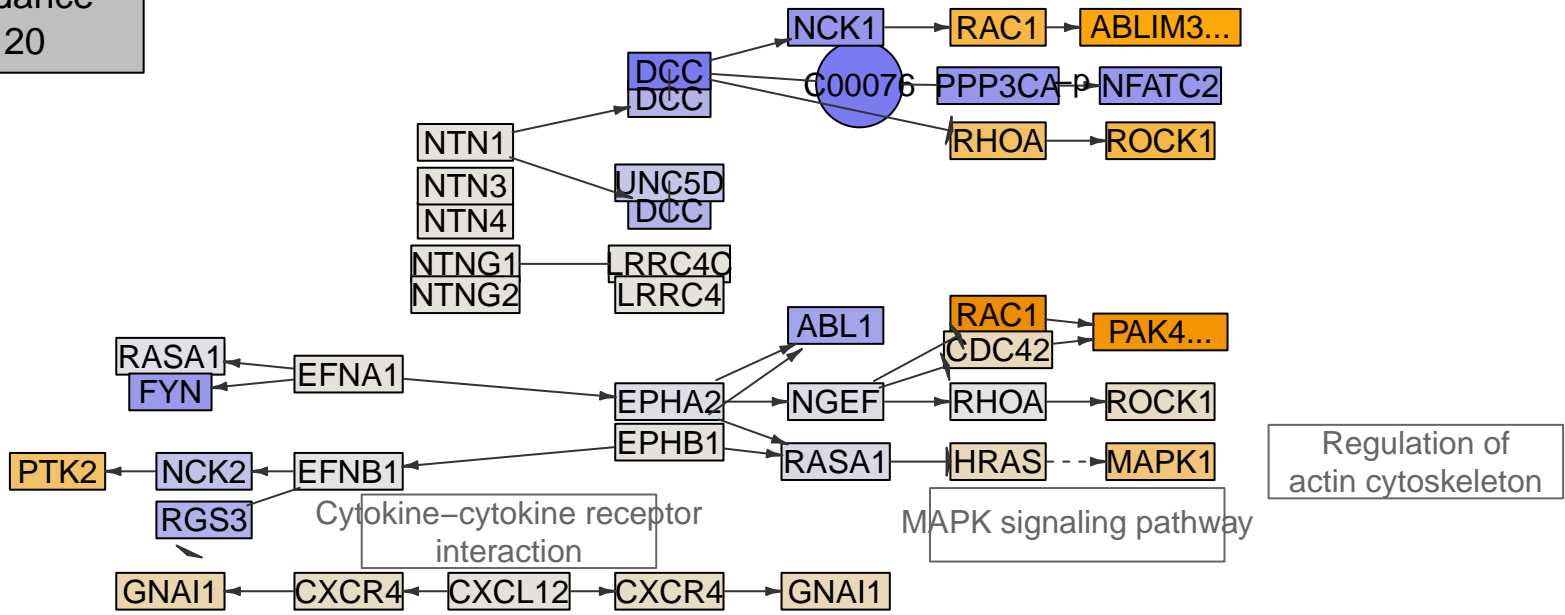 20
NCK1
RAC1
ABLIM3...
DCC
DCC
C00076
PPP3CA
–p
NFATC2
NTN1
RHOA
ROCK1
NTN3
UNC5D
NTN4
DCC
NTNG1
LRRC4C
NTNG2
LRRC4
ABL1
RAC1
PAK4...
CDC42
RASA1
EFNA1
FYN
EPHA2
NGEF
RHOA
ROCK1
EPHB1
RASA1
HRAS
MAPK1
PTK2
NCK2
EFNB1
RGS3
Regulation of
actin cytoskeleton
Cytokine–cytokine receptor
interaction
MAPK signaling pathway
GNAI1
CXCR4
CXCL12
CXCR4
GNAI1